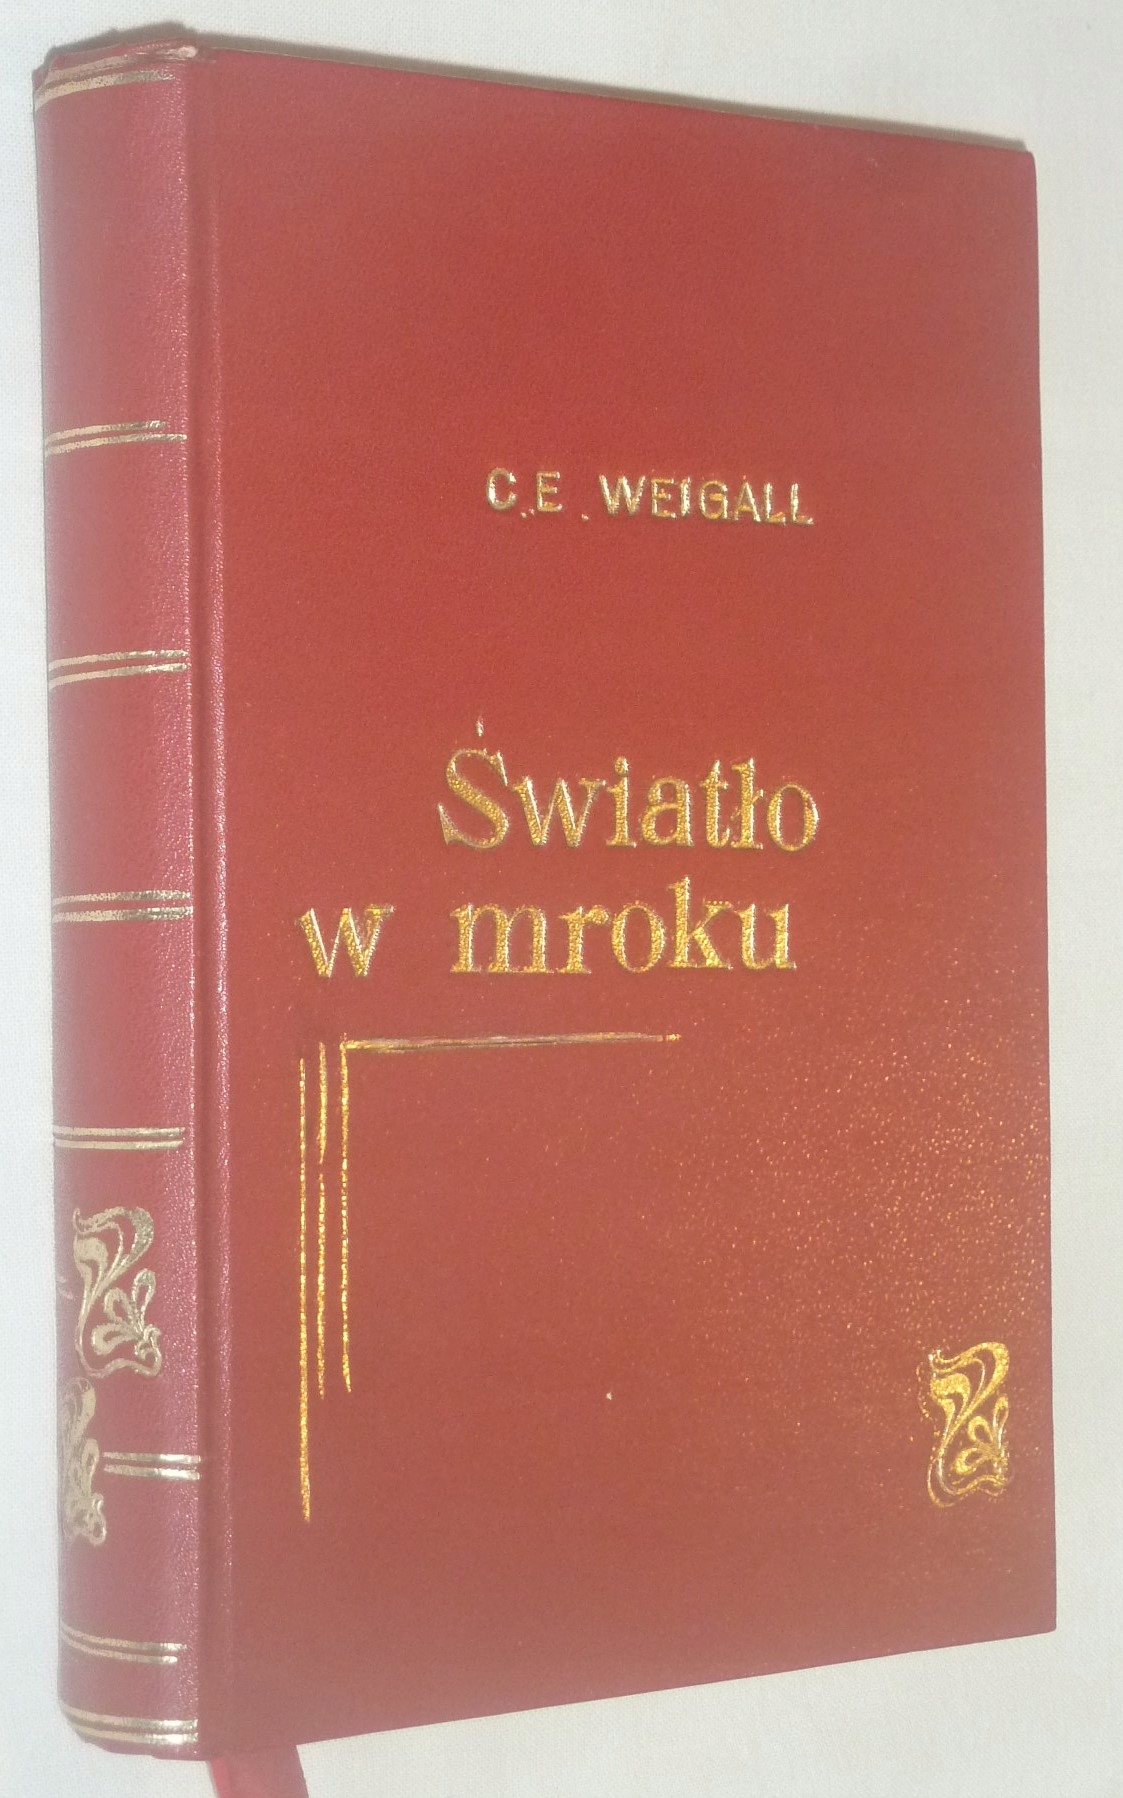 C.E. WEIGALL
Światło
w mroku